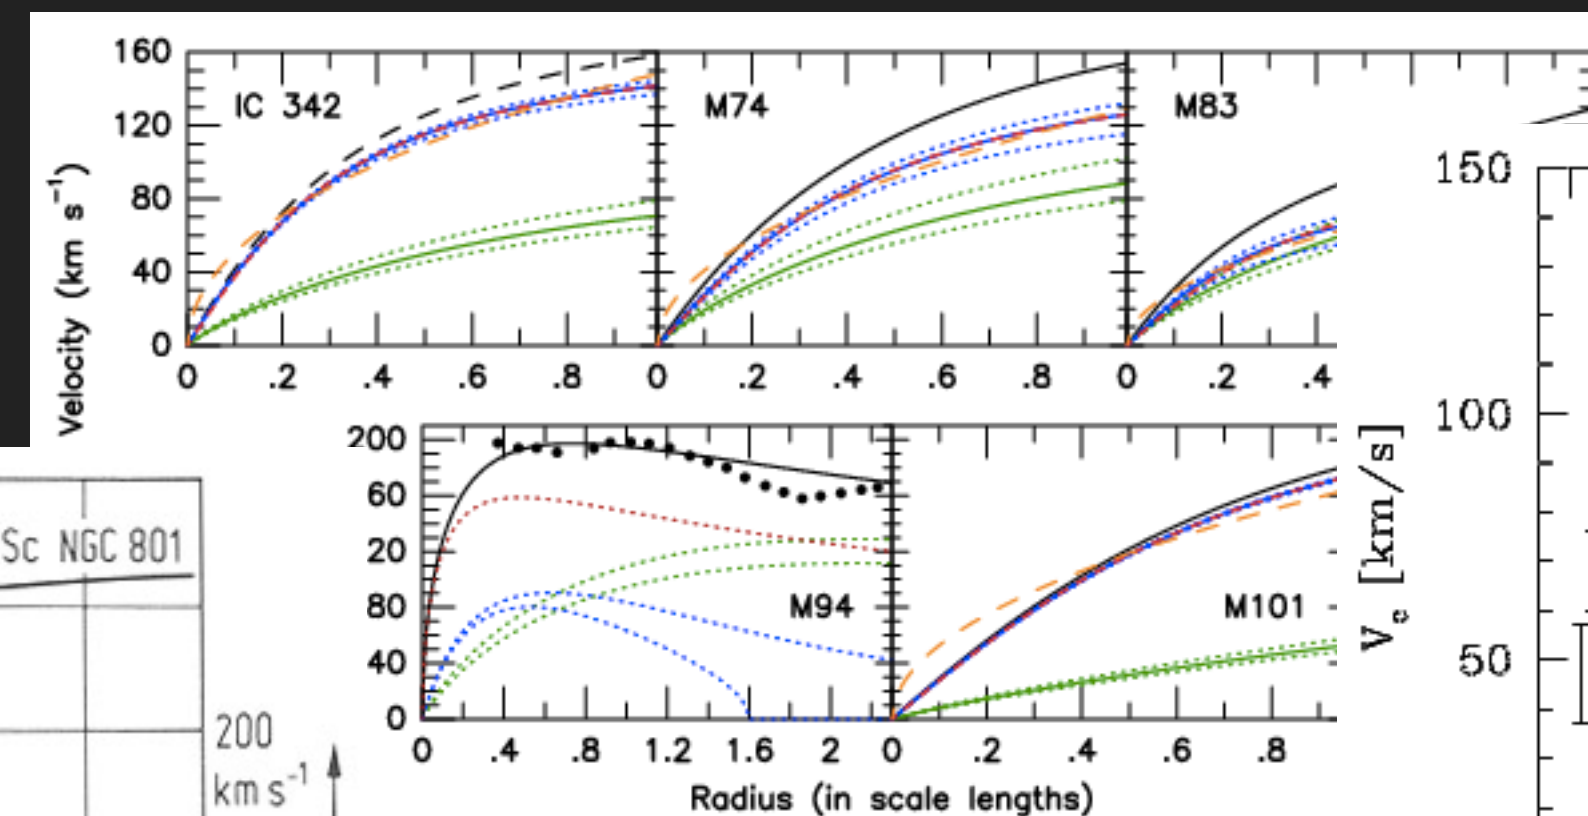 160
IC 342
M74
M83
120
80
40
0
Velocity (km s⁻¹)
0 .2 .4 .6 .8 0 .2 .4 .6 .8 0 .2 .4
200
60
20
80
40
0
M94
M101
0 .4 .8 1.2 1.6 2 0 .2 .4 .6 .8
Radius (in scale lengths)
Sc NGC 801
200
km s⁻¹
150
100
50
V_c [km/s]